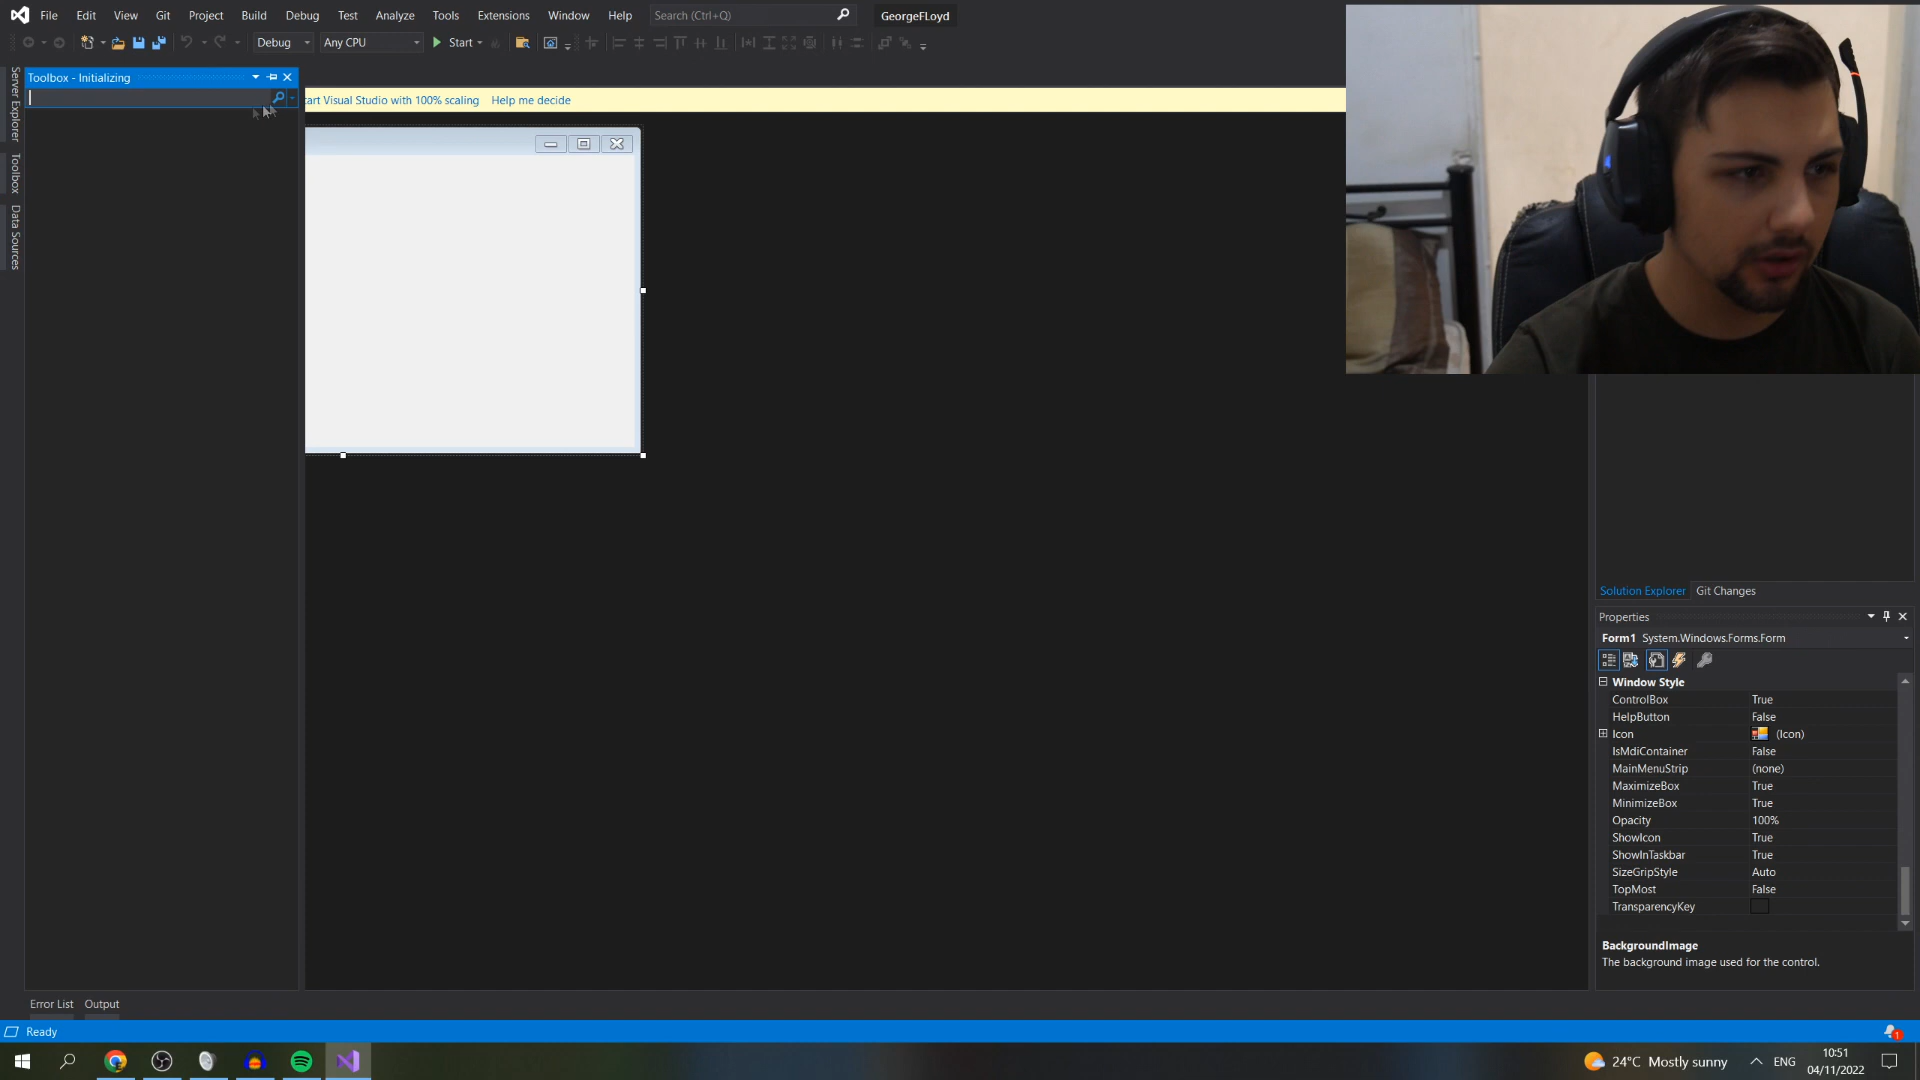 File Edit View Git Project Build Debug Test Analyze Tools Extensions Window Help Search (Ctrl+Q) GeorgeFLoyd
Debug Any CPU Start
Toolbox - Initializing
art Visual Studio with 100% scaling Help me decide
Server Explorer
Toolbox
Data Sources
Solution Explorer Git Changes
Properties
Form1 System.Windows.Forms.Form
Window Style
ControlBox True
HelpButton False
Icon (Icon)
IsMdiContainer False
MainMenuStrip (none)
MaximizeBox True
MinimizeBox True
Opacity 100%
ShowIcon True
ShowInTaskbar True
SizeGripStyle Auto
TopMost False
TransparencyKey
BackgroundImage
The background image used for the control.
Error List Output
Ready
1
24°C Mostly sunny ENG 10:51
04/11/2022